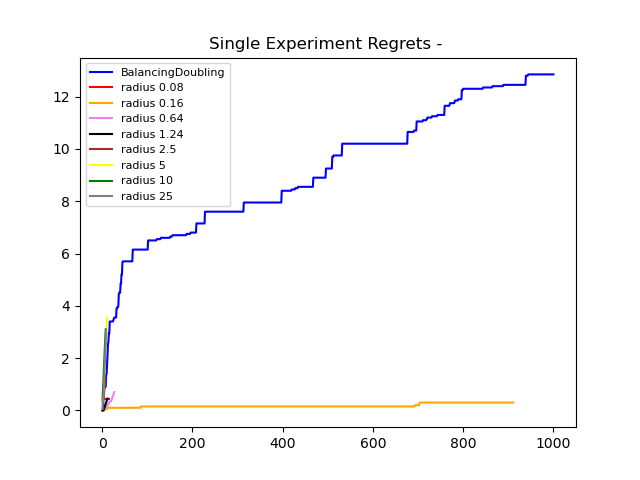 Single Experiment Regrets -
BalancingDoubling
radius 0.08
radius 0.16
radius 0.64
radius 1.24
radius 2.5
radius 5
radius 10
radius 25
12
10
8
6
4
2
0
0 200 400 600 800 1000